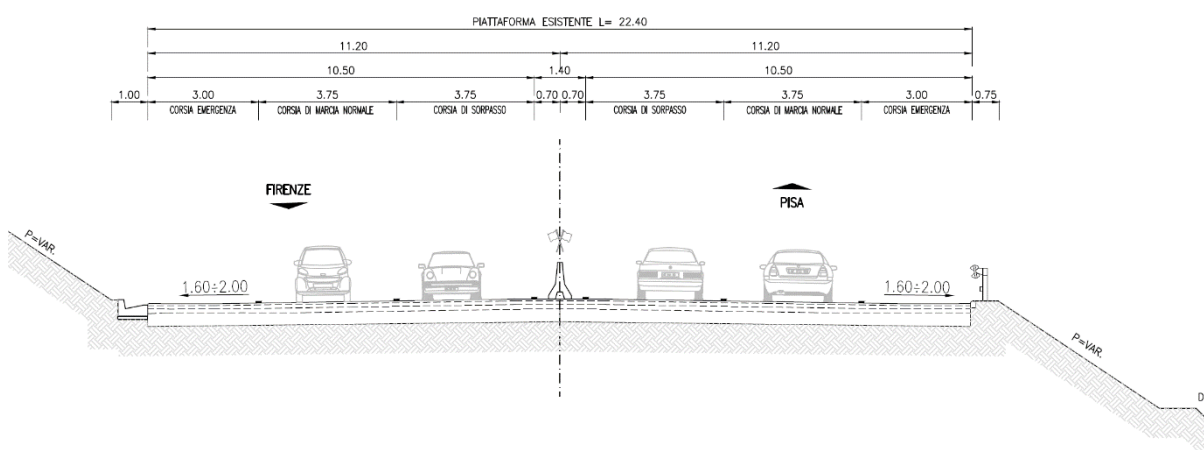 PIATTAFORMA ESISTENTE L= 22.40
11.20 11.20
10.50 1.40 10.50
1.00 3.00 3.75 3.75 0.70 0.70 3.75 3.75 3.00 0.75
CORSIA EMERGENZA CORSIA DI MARCIA NORMALE CORSIA DI SORPASSO CORSIA DI SORPASSO CORSIA DI MARCIA NORMALE CORSIA EMERGENZA
FIRENZE
PISA
P=VAR.
1.60÷2.00 1.60÷2.00
P=VAR.
D